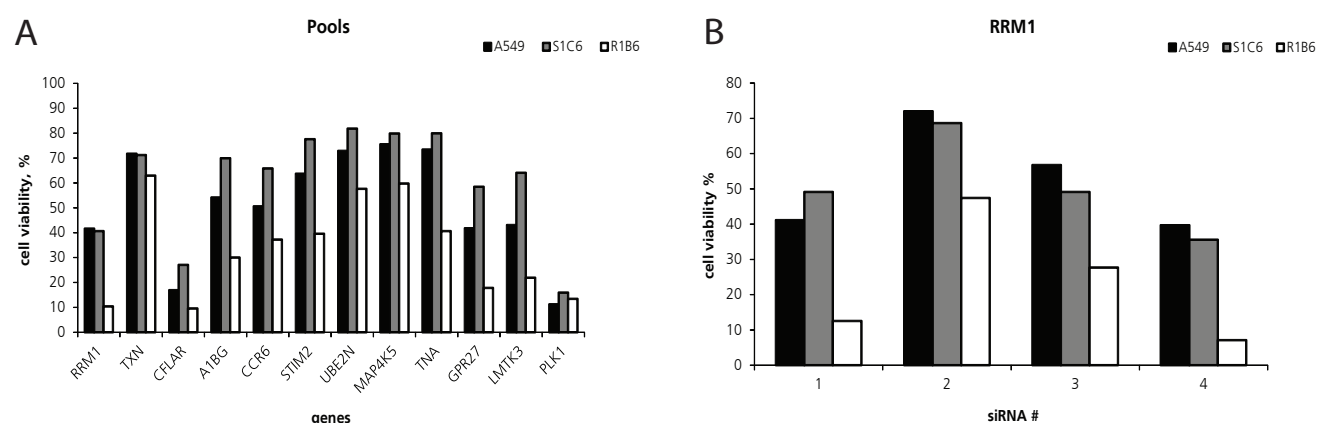 A
Pools
A549 S1C6 R1B6
100
90
80
70
60
50
40
30
20
10
0
cell viability, %
RRM1 TXN CFLAR A1BG CCR6 STIM2 UBE2N MAP4K5 TNA GPR27 LMTK3 PLK1
genes
B
RRM1
A549 S1C6 R1B6
80
70
60
50
40
30
20
10
0
cell viability %
1 2 3 4
siRNA #